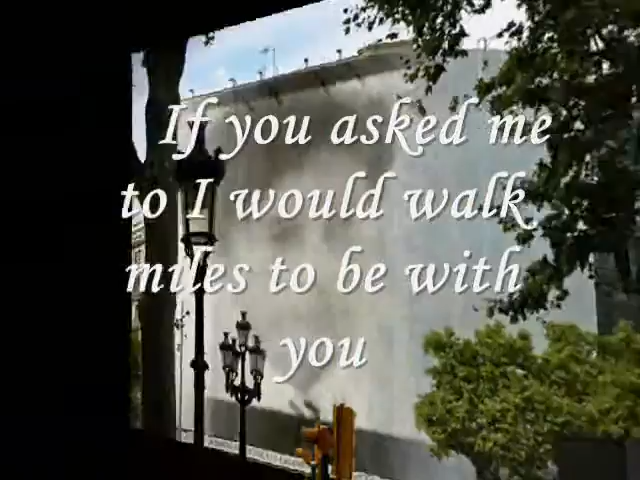 If you asked me
to I would walk
miles to be with
you